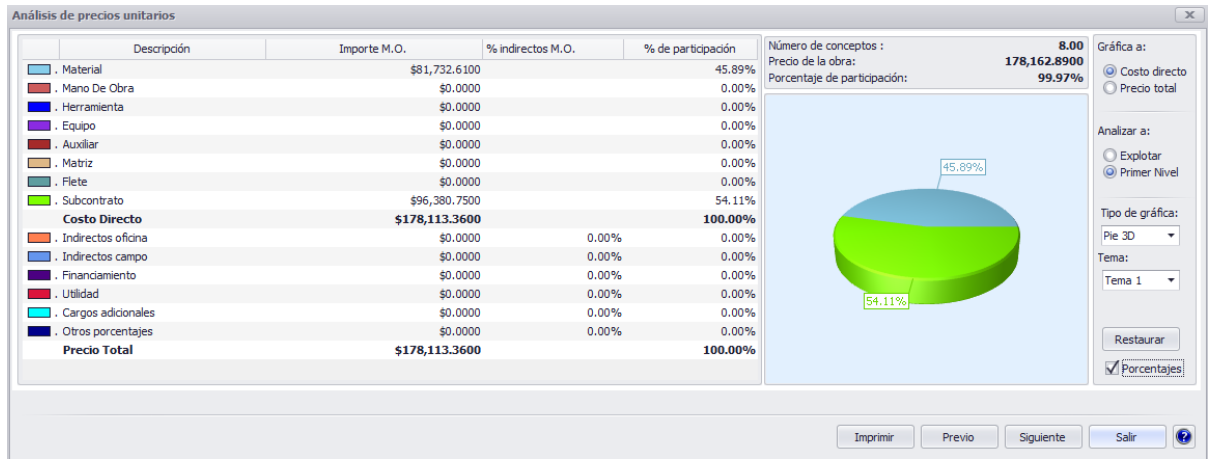 Análisis de precios unitarios
Descripción Importe M.O. % indirectos M.O. % de participación
. Material $81,732.6100 45.89%
. Mano De Obra $0.0000 0.00%
. Herramienta $0.0000 0.00%
. Equipo $0.0000 0.00%
. Auxiliar $0.0000 0.00%
. Matriz $0.0000 0.00%
. Flete $0.0000 0.00%
. Subcontrato $96,380.7500 54.11%
Costo Directo $178,113.3600 100.00%
. Indirectos oficina $0.0000 0.00% 0.00%
. Indirectos campo $0.0000 0.00% 0.00%
. Financiamiento $0.0000 0.00% 0.00%
. Utilidad $0.0000 0.00% 0.00%
. Cargos adicionales $0.0000 0.00% 0.00%
. Otros porcentajes $0.0000 0.00% 0.00%
Precio Total $178,113.3600 100.00%
Número de conceptos : 8.00
Precio de la obra: 178,162.8900
Porcentaje de participación: 99.97%
45.89%
54.11%
Gráfica a:
Costo directo
Precio total
Analizar a:
Explotar
Primer Nivel
Tipo de gráfica:
Pie 3D
Tema:
Tema 1
Restaurar
Porcentajes
Imprimir Previo Siguiente Salir ?